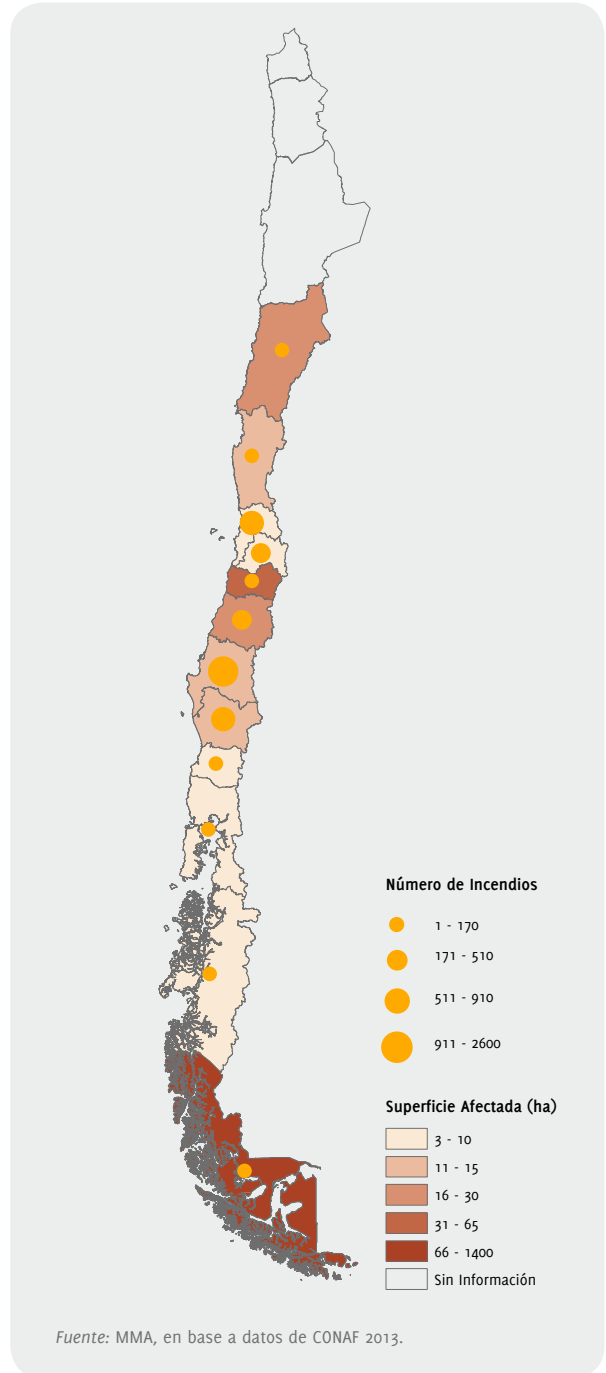 Número de Incendios
1 - 170
171 - 510
511 - 910
911 - 2600
Superficie Afectada (ha)
3 - 10
11 - 15
16 - 30
31 - 65
66 - 1400
Sin Información
Fuente: MMA, en base a datos de CONAF 2013.